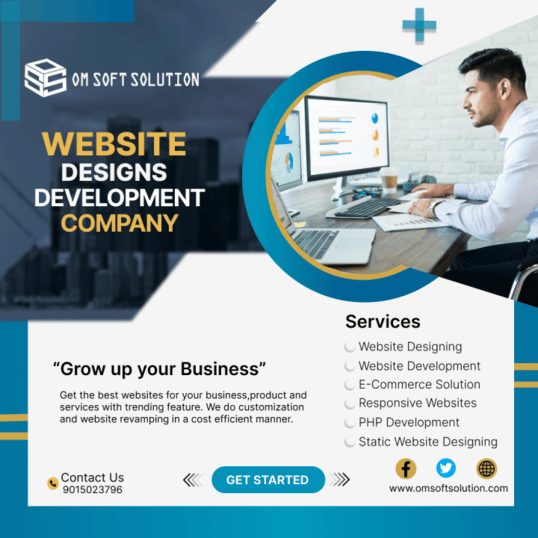 OM SOFT SOLUTION
WEBSITE
DESIGNS
DEVELOPMENT
COMPANY
Services
Website Designing
Website Development
E-Commerce Solution
Responsive Websites
PHP Development
Static Website Designing
“Grow up your Business”
Get the best websites for your business,product and
services with trending feature. We do customization
and website revamping in a cost efficient manner.
Contact Us
9015023796
GET STARTED
www.omsoftsolution.com